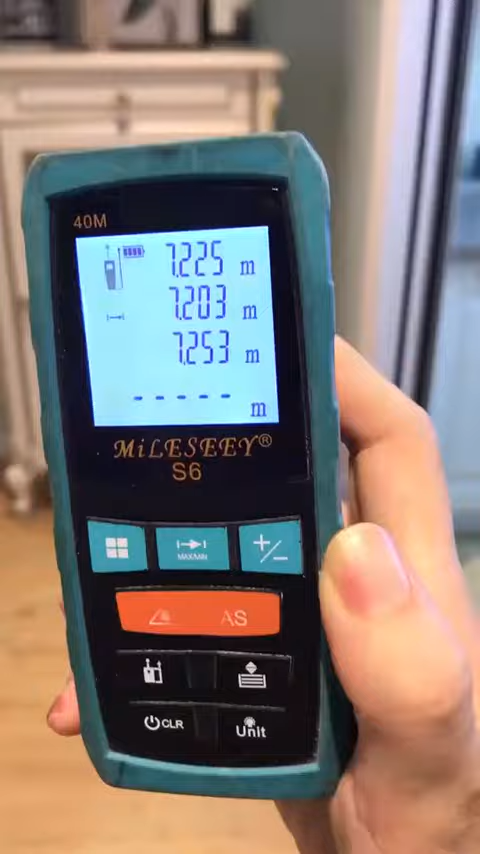 40M
7.225 m
7.203 m
7.253 m
----- m
MiLESEEY®
S6
MAX/MIN
+/-
AS
CLR
Unit